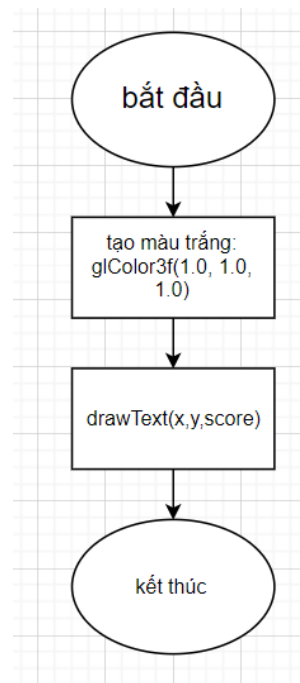 bắt đầu
tạo màu trắng:
glColor3f(1.0, 1.0,
1.0)
drawText(x,y,score)
kết thúc